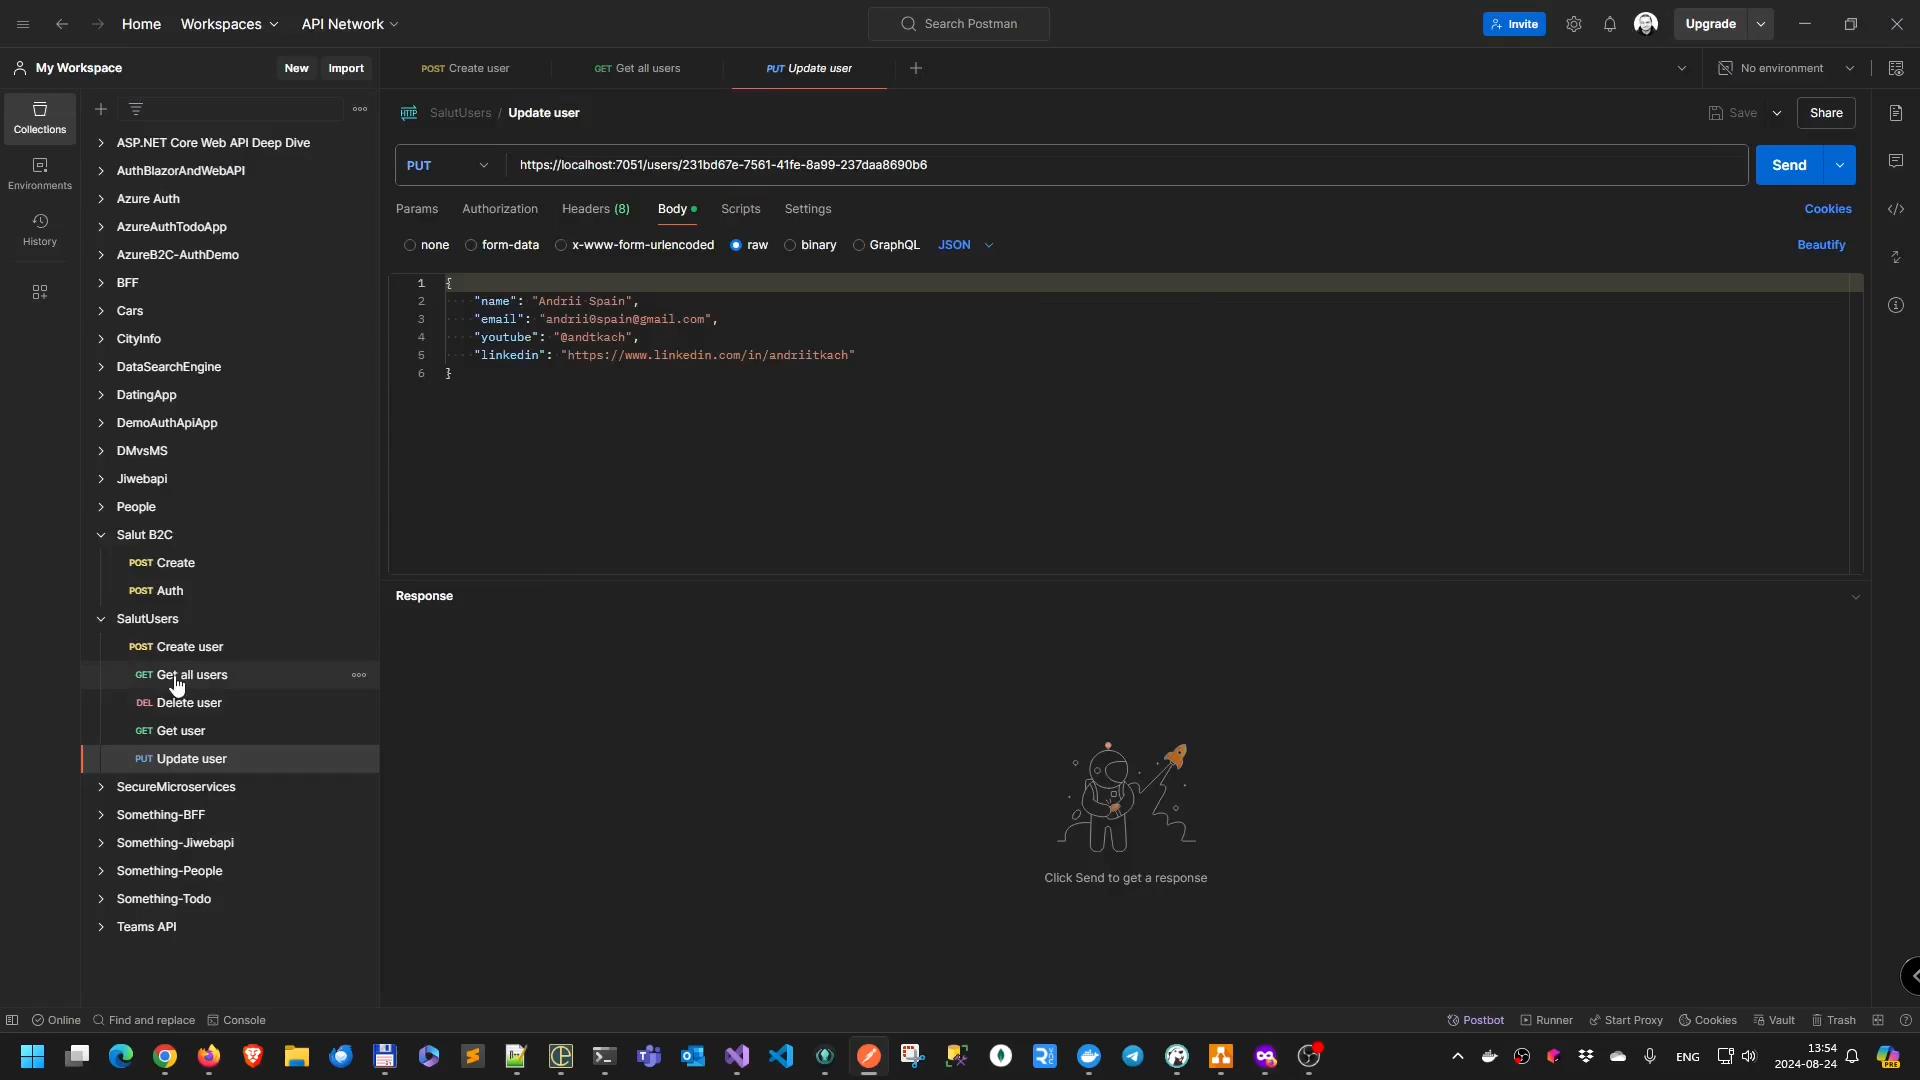 Home Workspaces API Network Search Postman Invite Upgrade
My Workspace New Import POST Create user GET Get all users PUT Update user No environment
Collections
Environments
History
ASP.NET Core Web API Deep Dive
AuthBlazorAndWebAPI
Azure Auth
AzureAuthTodoApp
AzureB2C-AuthDemo
BFF
Cars
CityInfo
DataSearchEngine
DatingApp
DemoAuthApiApp
DMvsMS
Jiwebapi
People
Salut B2C
POST Create
POST Auth
SalutUsers
POST Create user
GET Get all users
DEL Delete user
GET Get user
PUT Update user
SecureMicroservices
Something-BFF
Something-Jiwebapi
Something-People
Something-Todo
Teams API
HTTP SalutUsers / Update user Save Share
PUT https://localhost:7051/users/231bd67e-7561-41fe-8a99-237daa8690b6 Send
Params Authorization Headers (8) Body Scripts Settings Cookies
none form-data x-www-form-urlencoded raw binary GraphQL JSON Beautify
1 {
2 "name": "Andrii Spain",
3 "email": "andrii0spain@gmail.com",
4 "youtube": "@andtkach",
5 "linkedin": "https://www.linkedin.com/in/andriitkach"
6 }
Response
Click Send to get a response
Online Find and replace Console Postbot Runner Start Proxy Cookies Vault Trash
ENG 13:54
2024-08-24
PRE